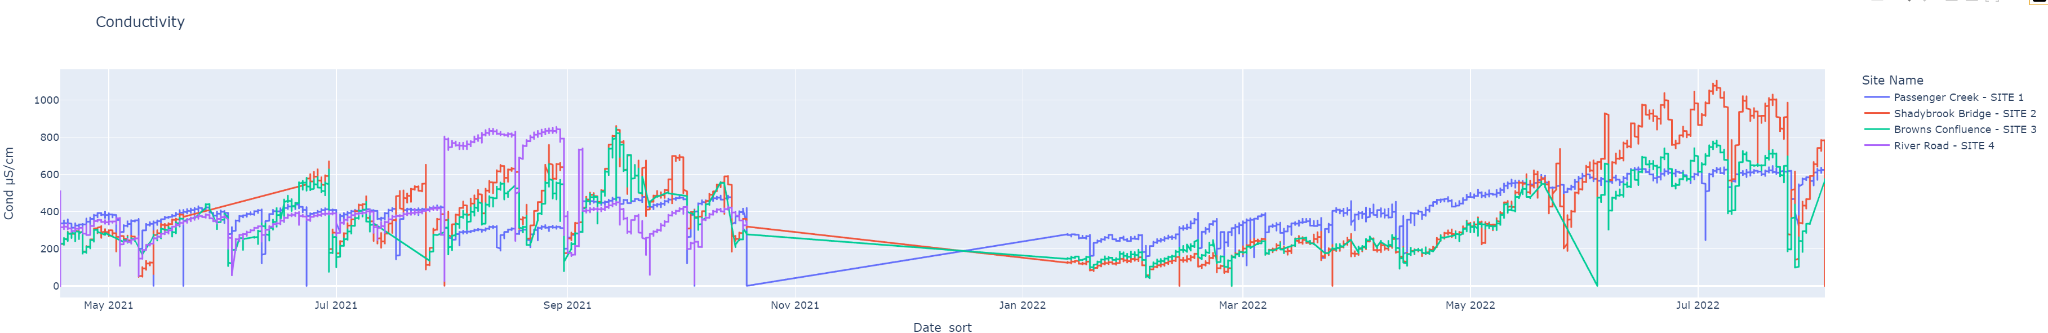 Conductivity
Cond µS/cm
1000
800
600
400
200
0
May 2021
Jul 2021
Sep 2021
Nov 2021
Jan 2022
Mar 2022
May 2022
Jul 2022
Date_sort
Site Name
Passenger Creek - SITE 1
Shadybrook Bridge - SITE 2
Browns Confluence - SITE 3
River Road - SITE 4